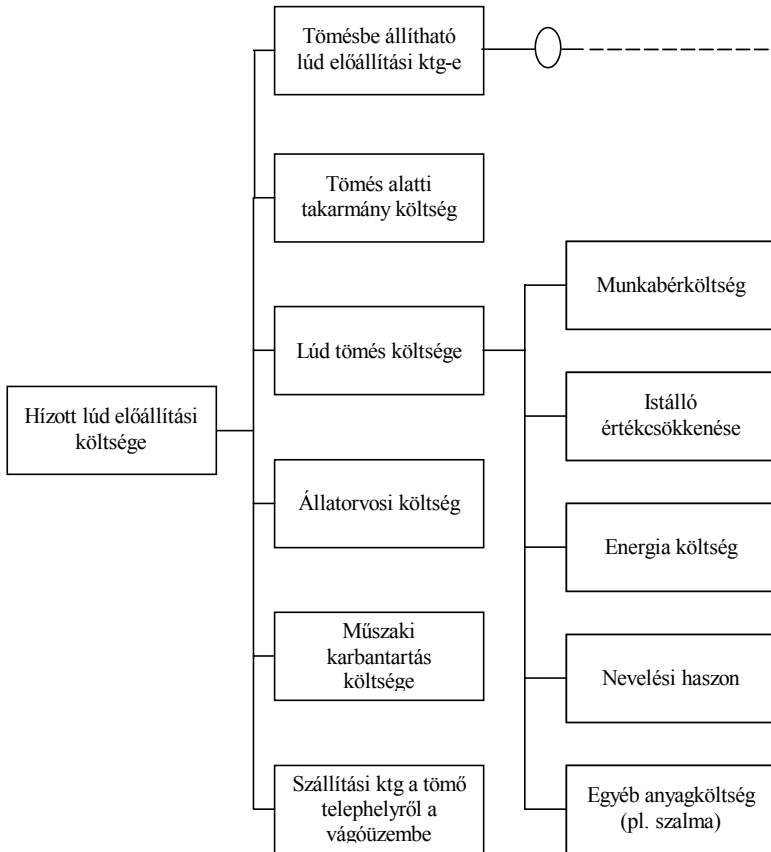 Tömésbe állítható
lúd előállítási ktg-e
Tömés alatti
takarmány költség
Lúd tömés költsége
Hízott lúd előállítási
költsége
Állatorvosi költség
Műszaki
karbantartás
költsége
Szállítási ktg a tömő
telephelyről a
vágóüzembe
Munkabérköltség
Istálló
értékcsökkenése
Energia költség
Nevelési haszon
Egyéb anyagköltség
(pl. szalma)